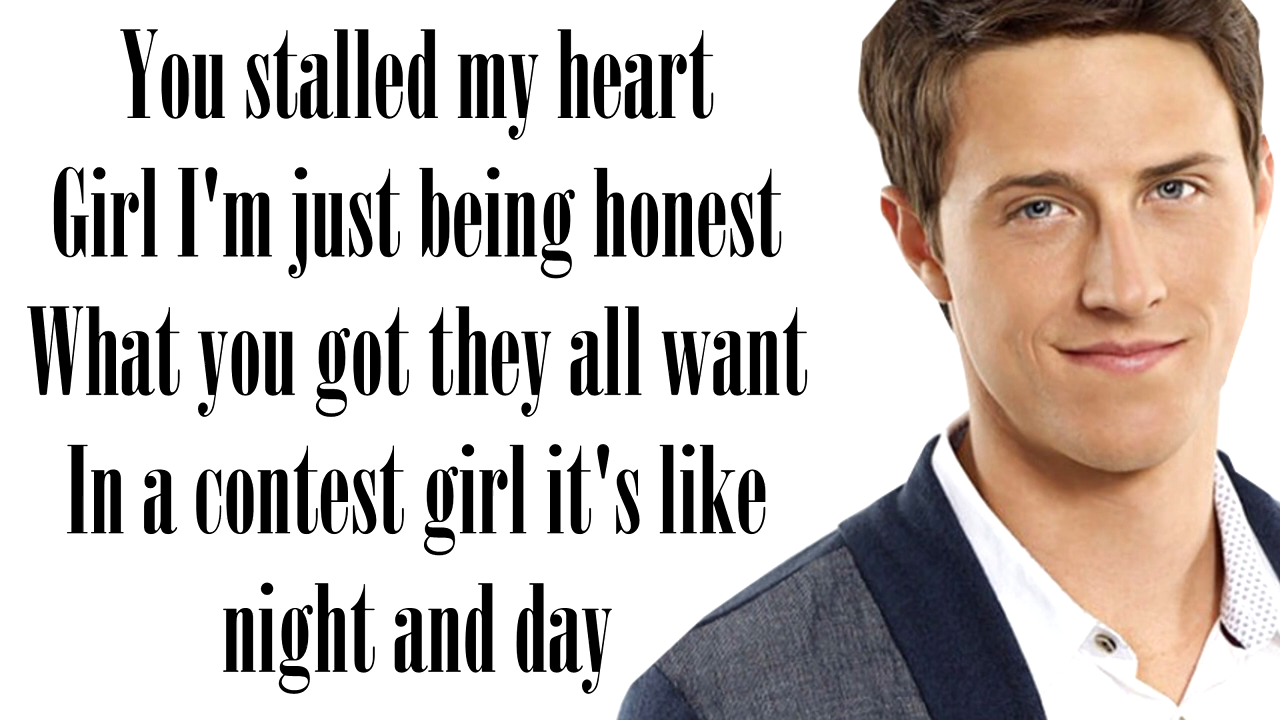 You stalled my heart
Girl I'm just being honest
What you got they all want
In a contest girl it's like
night and day